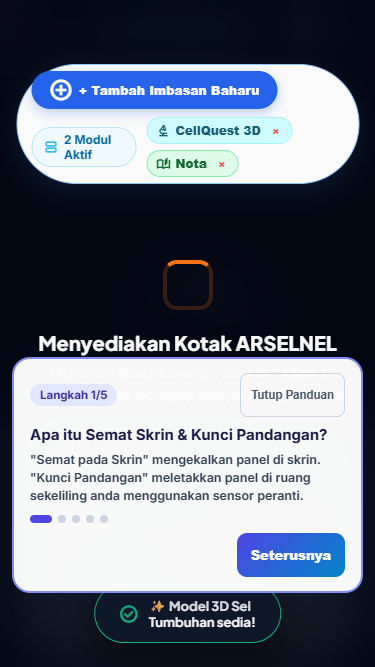 + Tambah Imbasan Baharu
2 Modul
Aktif
CellQuest 3D ×
Nota ×
Menyediakan Kotak ARSELNEL
Langkah 1/5
Tutup Panduan
Apa itu Semat Skrin & Kunci Pandangan?
"Semat pada Skrin" mengekalkan panel di skrin.
"Kunci Pandangan" meletakkan panel di ruang
sekeliling anda menggunakan sensor peranti.
Seterusnya
✨ Model 3D Sel
Tumbuhan sedia!